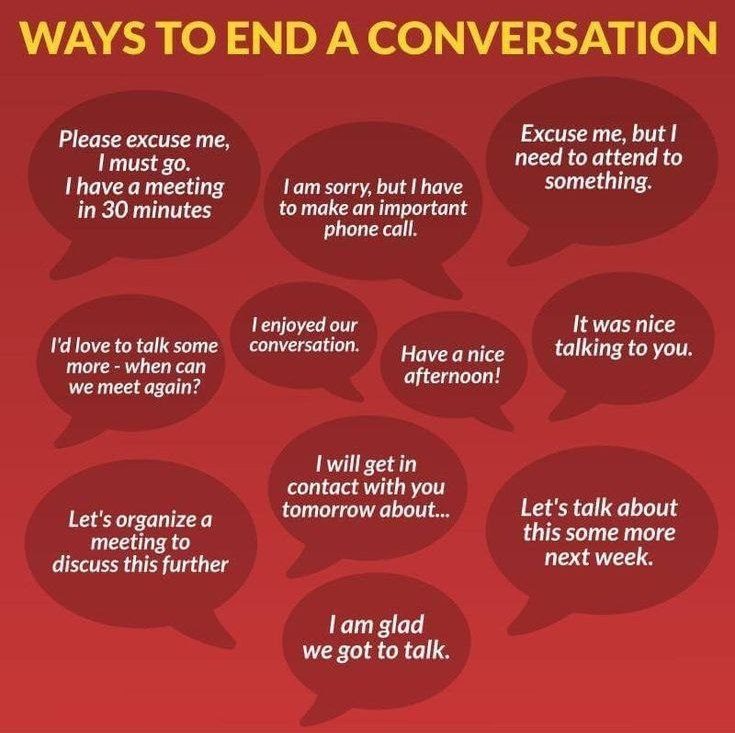 WAYS TO END A CONVERSATION
Please excuse me,
I must go.
I have a meeting
in 30 minutes
I am sorry, but I have
to make an important
phone call.
Excuse me, but I
need to attend to
something.
I'd love to talk some
more - when can
we meet again?
I enjoyed our
conversation.
Have a nice
afternoon!
It was nice
talking to you.
Let's organize a
meeting to
discuss this further
I will get in
contact with you
tomorrow about...
Let's talk about
this some more
next week.
I am glad
we got to talk.